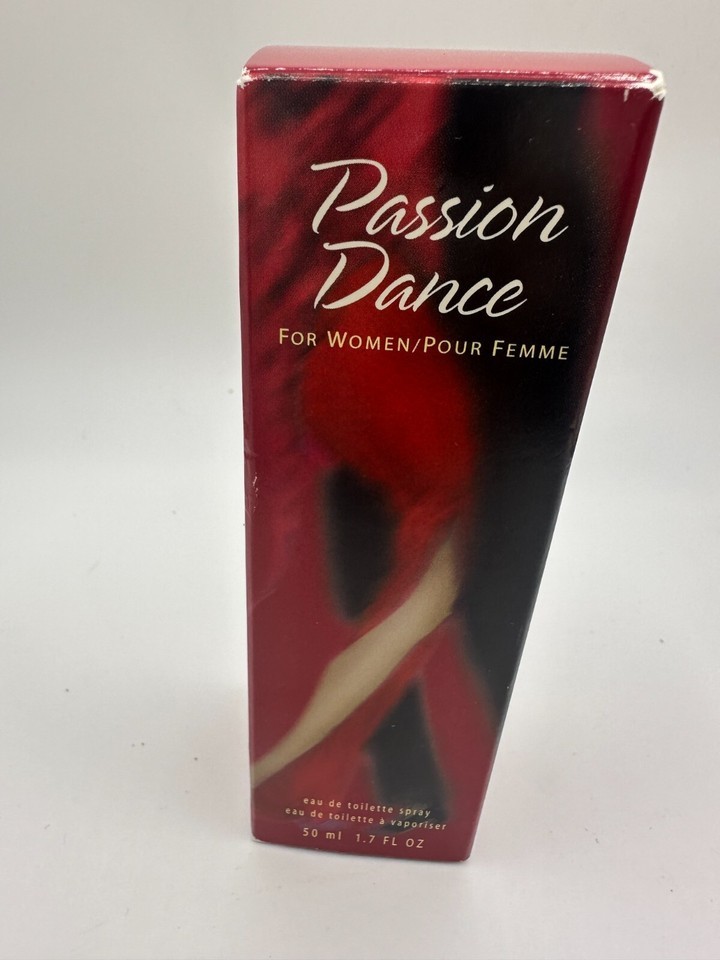 Passion
Dance
FOR WOMEN/POUR FEMME
eau de toilette spray
eau de toilette à vaporiser
50 ml 1.7 FL OZ